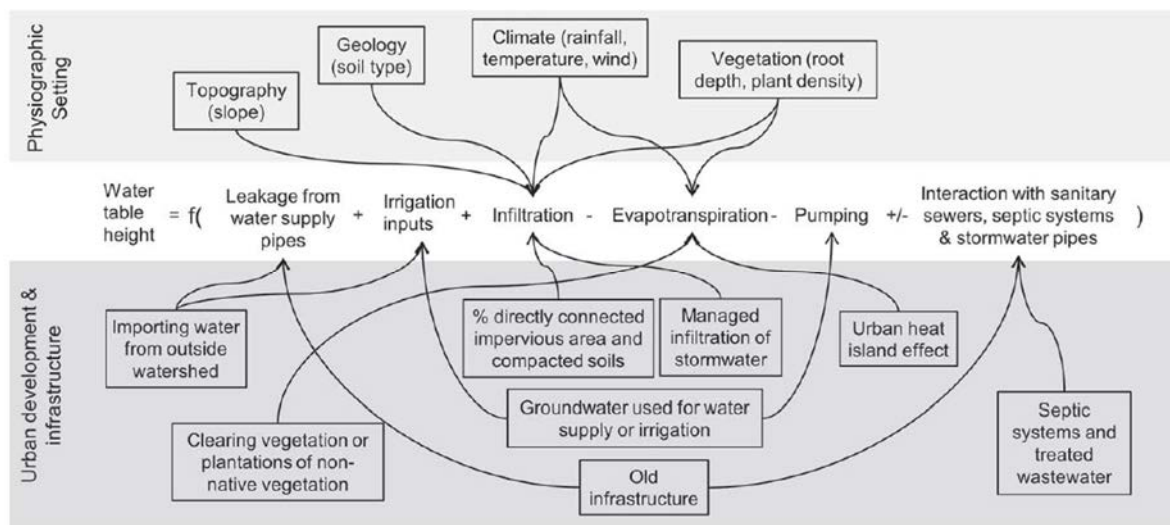 Physiographic
Setting
Topography
(slope)
Geology
(soil type)
Climate (rainfall,
temperature, wind)
Vegetation (root
depth, plant density)
Water
table
height
= f(
Leakage from
water supply
pipes
+
Irrigation
inputs
+
Infiltration
-
Evapotranspiration
-
Pumping
+/-
Interaction with sanitary
sewers, septic systems
& stormwater pipes
)
Urban development &
infrastructure
Importing water
from outside
watershed
% directly connected
impervious area and
compacted soils
Managed
infiltration of
stormwater
Urban heat
island effect
Clearing vegetation or
plantations of non-
native vegetation
Groundwater used for water
supply or irrigation
Old
infrastructure
Septic
systems and
treated
wastewater